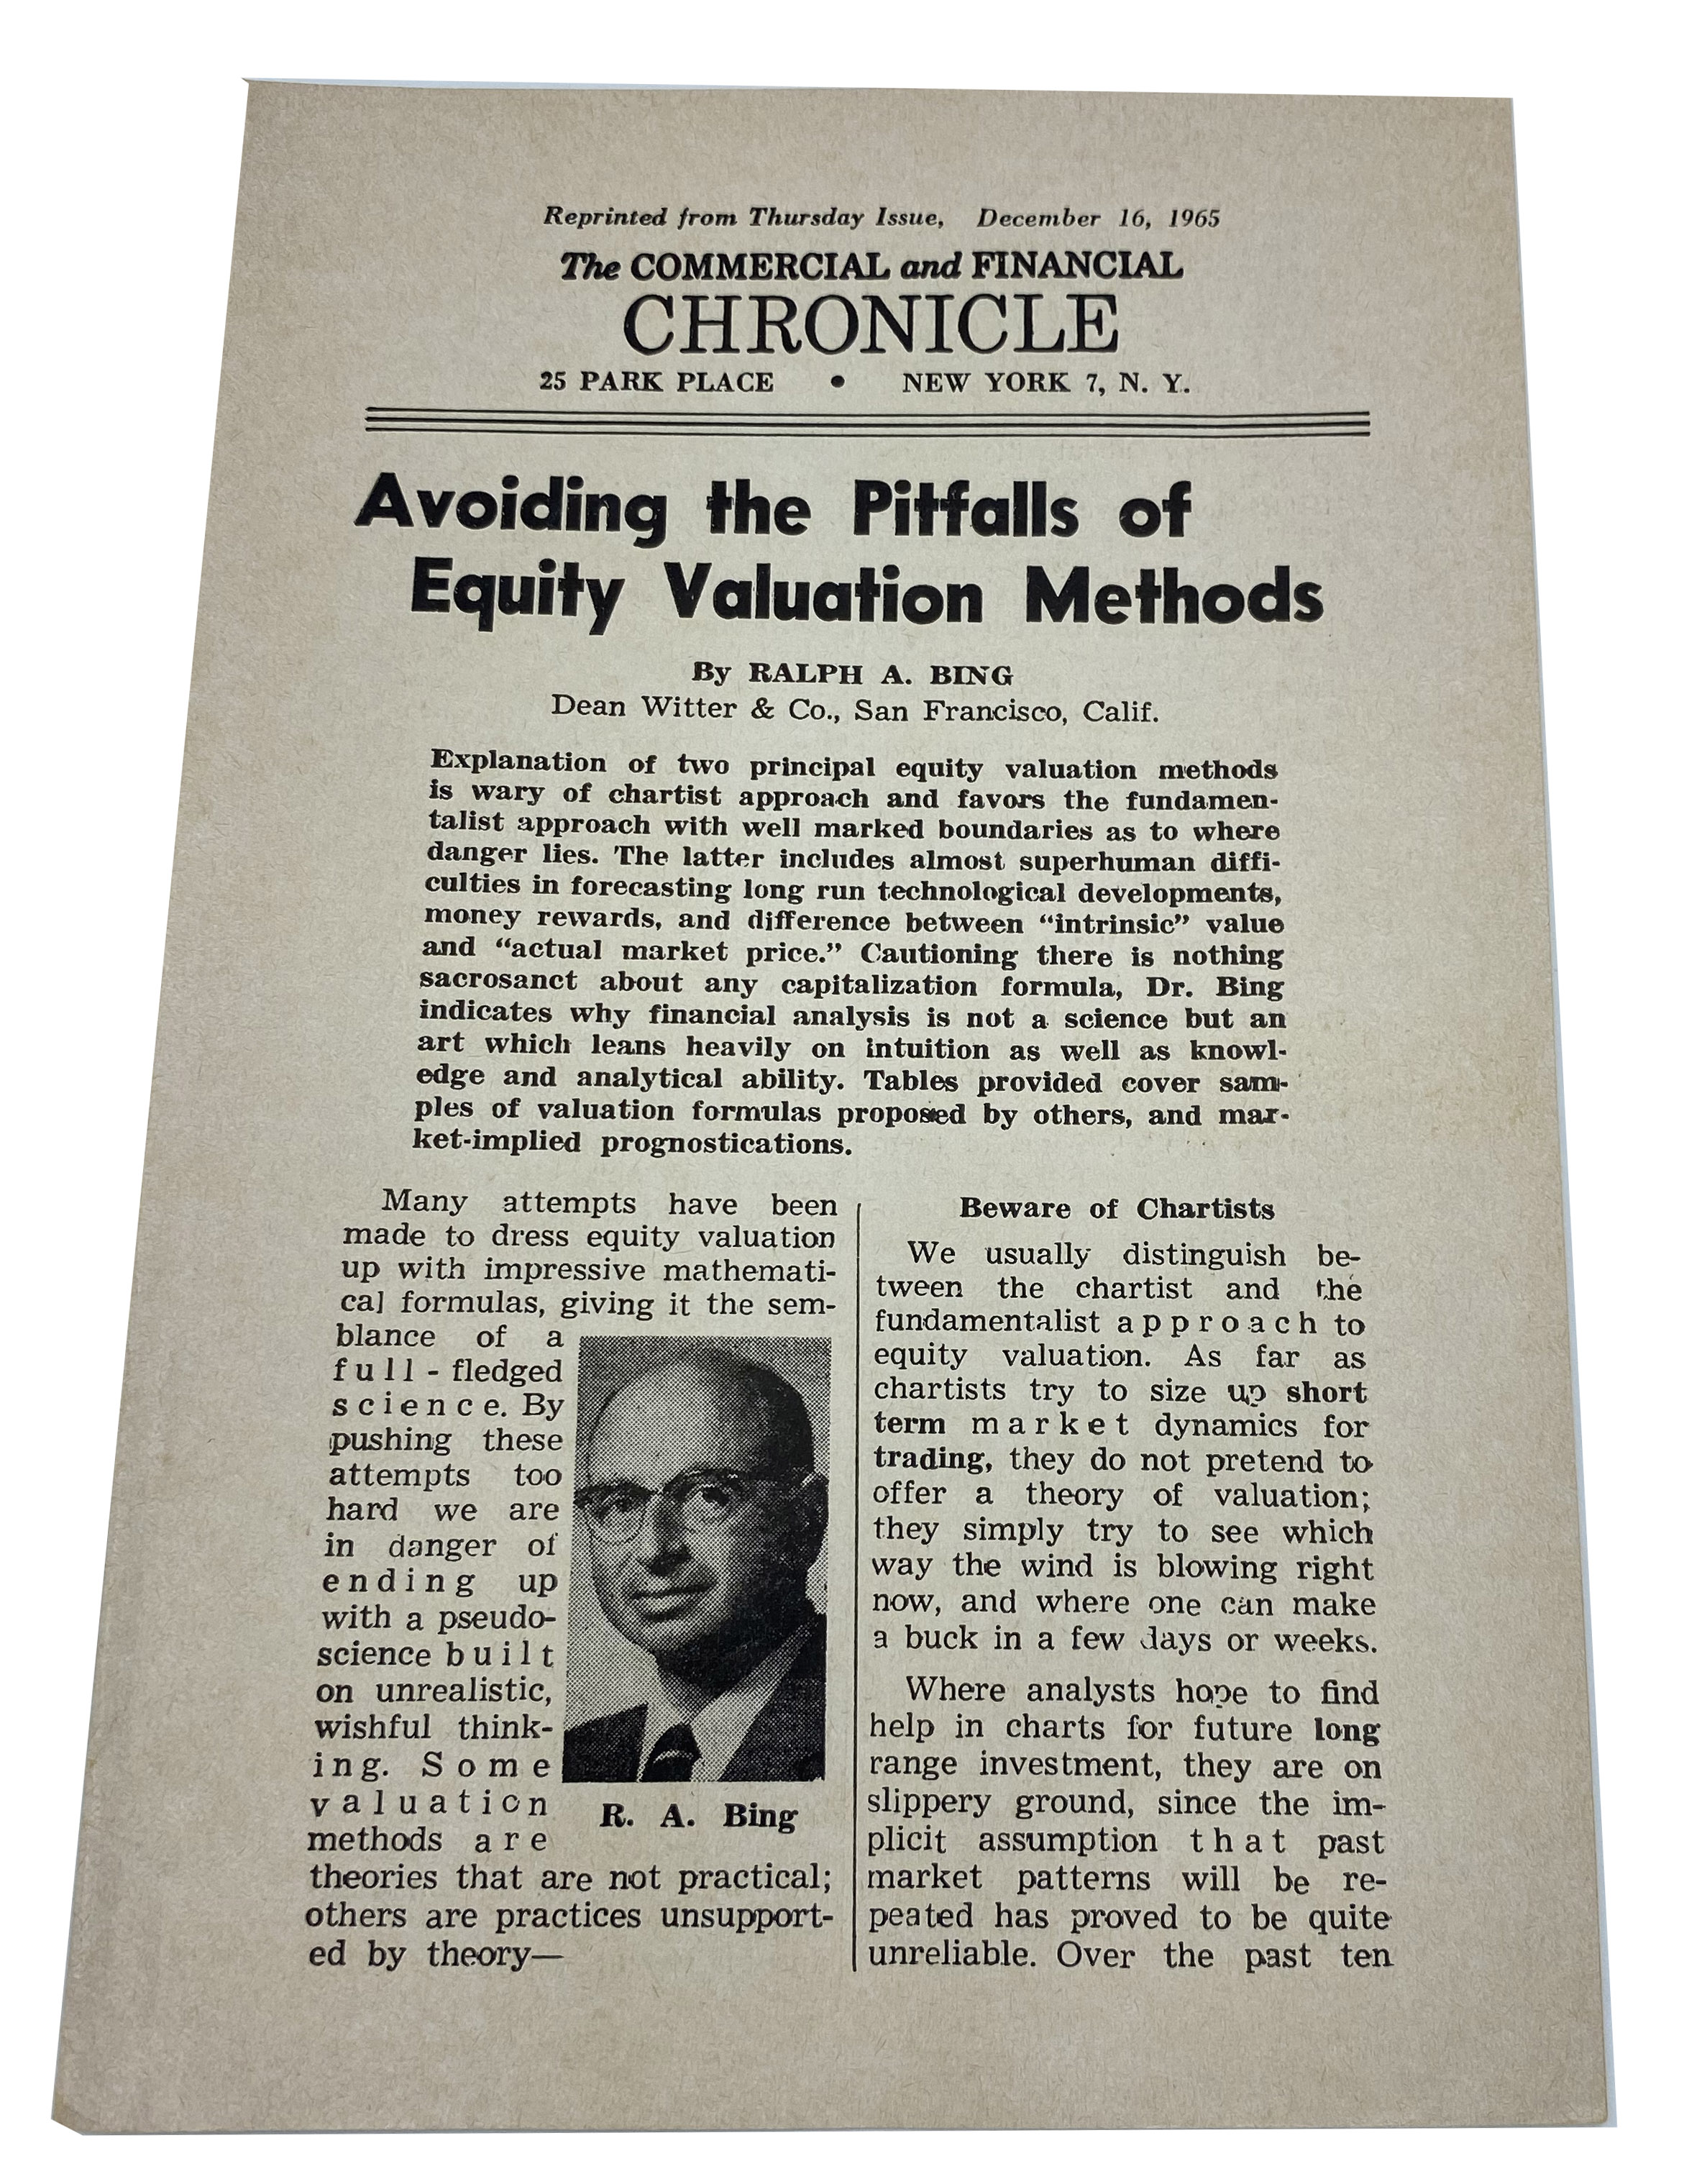 Reprinted from Thursday Issue, December 16, 1965
The COMMERCIAL and FINANCIAL
CHRONICLE
25 PARK PLACE • NEW YORK 7, N. Y.
Avoiding the Pitfalls of
Equity Valuation Methods
By RALPH A. BING
Dean Witter & Co., San Francisco, Calif.
Explanation of two principal equity valuation methods
is wary of chartist approach and favors the fundamen-
talist approach with well marked boundaries as to where
danger lies. The latter includes almost superhuman diffi-
culties in forecasting long run technological developments,
money rewards, and difference between “intrinsic” value
and “actual market price.” Cautioning there is nothing
sacrosanct about any capitalization formula, Dr. Bing
indicates why financial analysis is not a science but an
art which leans heavily on intuition as well as knowl-
edge and analytical ability. Tables provided cover sam-
ples of valuation formulas proposed by others, and mar-
ket-implied prognostications.
Many attempts have been
made to dress equity valuation
up with impressive mathemati-
cal formulas, giving it the sem-
blance of a
full-fledged
science. By
pushing these
attempts too
hard we are
in danger of
ending up
with a pseudo-
science built
on unrealistic,
wishful think-
ing. Some
valuation
methods are
theories that are not practical;
others are practices unsupport-
ed by theory—
R. A. Bing
Beware of Chartists
We usually distinguish be-
tween the chartist and the
fundamentalist approach to
equity valuation. As far as
chartists try to size up short
term market dynamics for
trading, they do not pretend to
offer a theory of valuation;
they simply try to see which
way the wind is blowing right
now, and where one can make
a buck in a few days or weeks.
Where analysts hope to find
help in charts for future long
range investment, they are on
slippery ground, since the im-
plicit assumption that past
market patterns will be re-
peated has proved to be quite
unreliable. Over the past ten